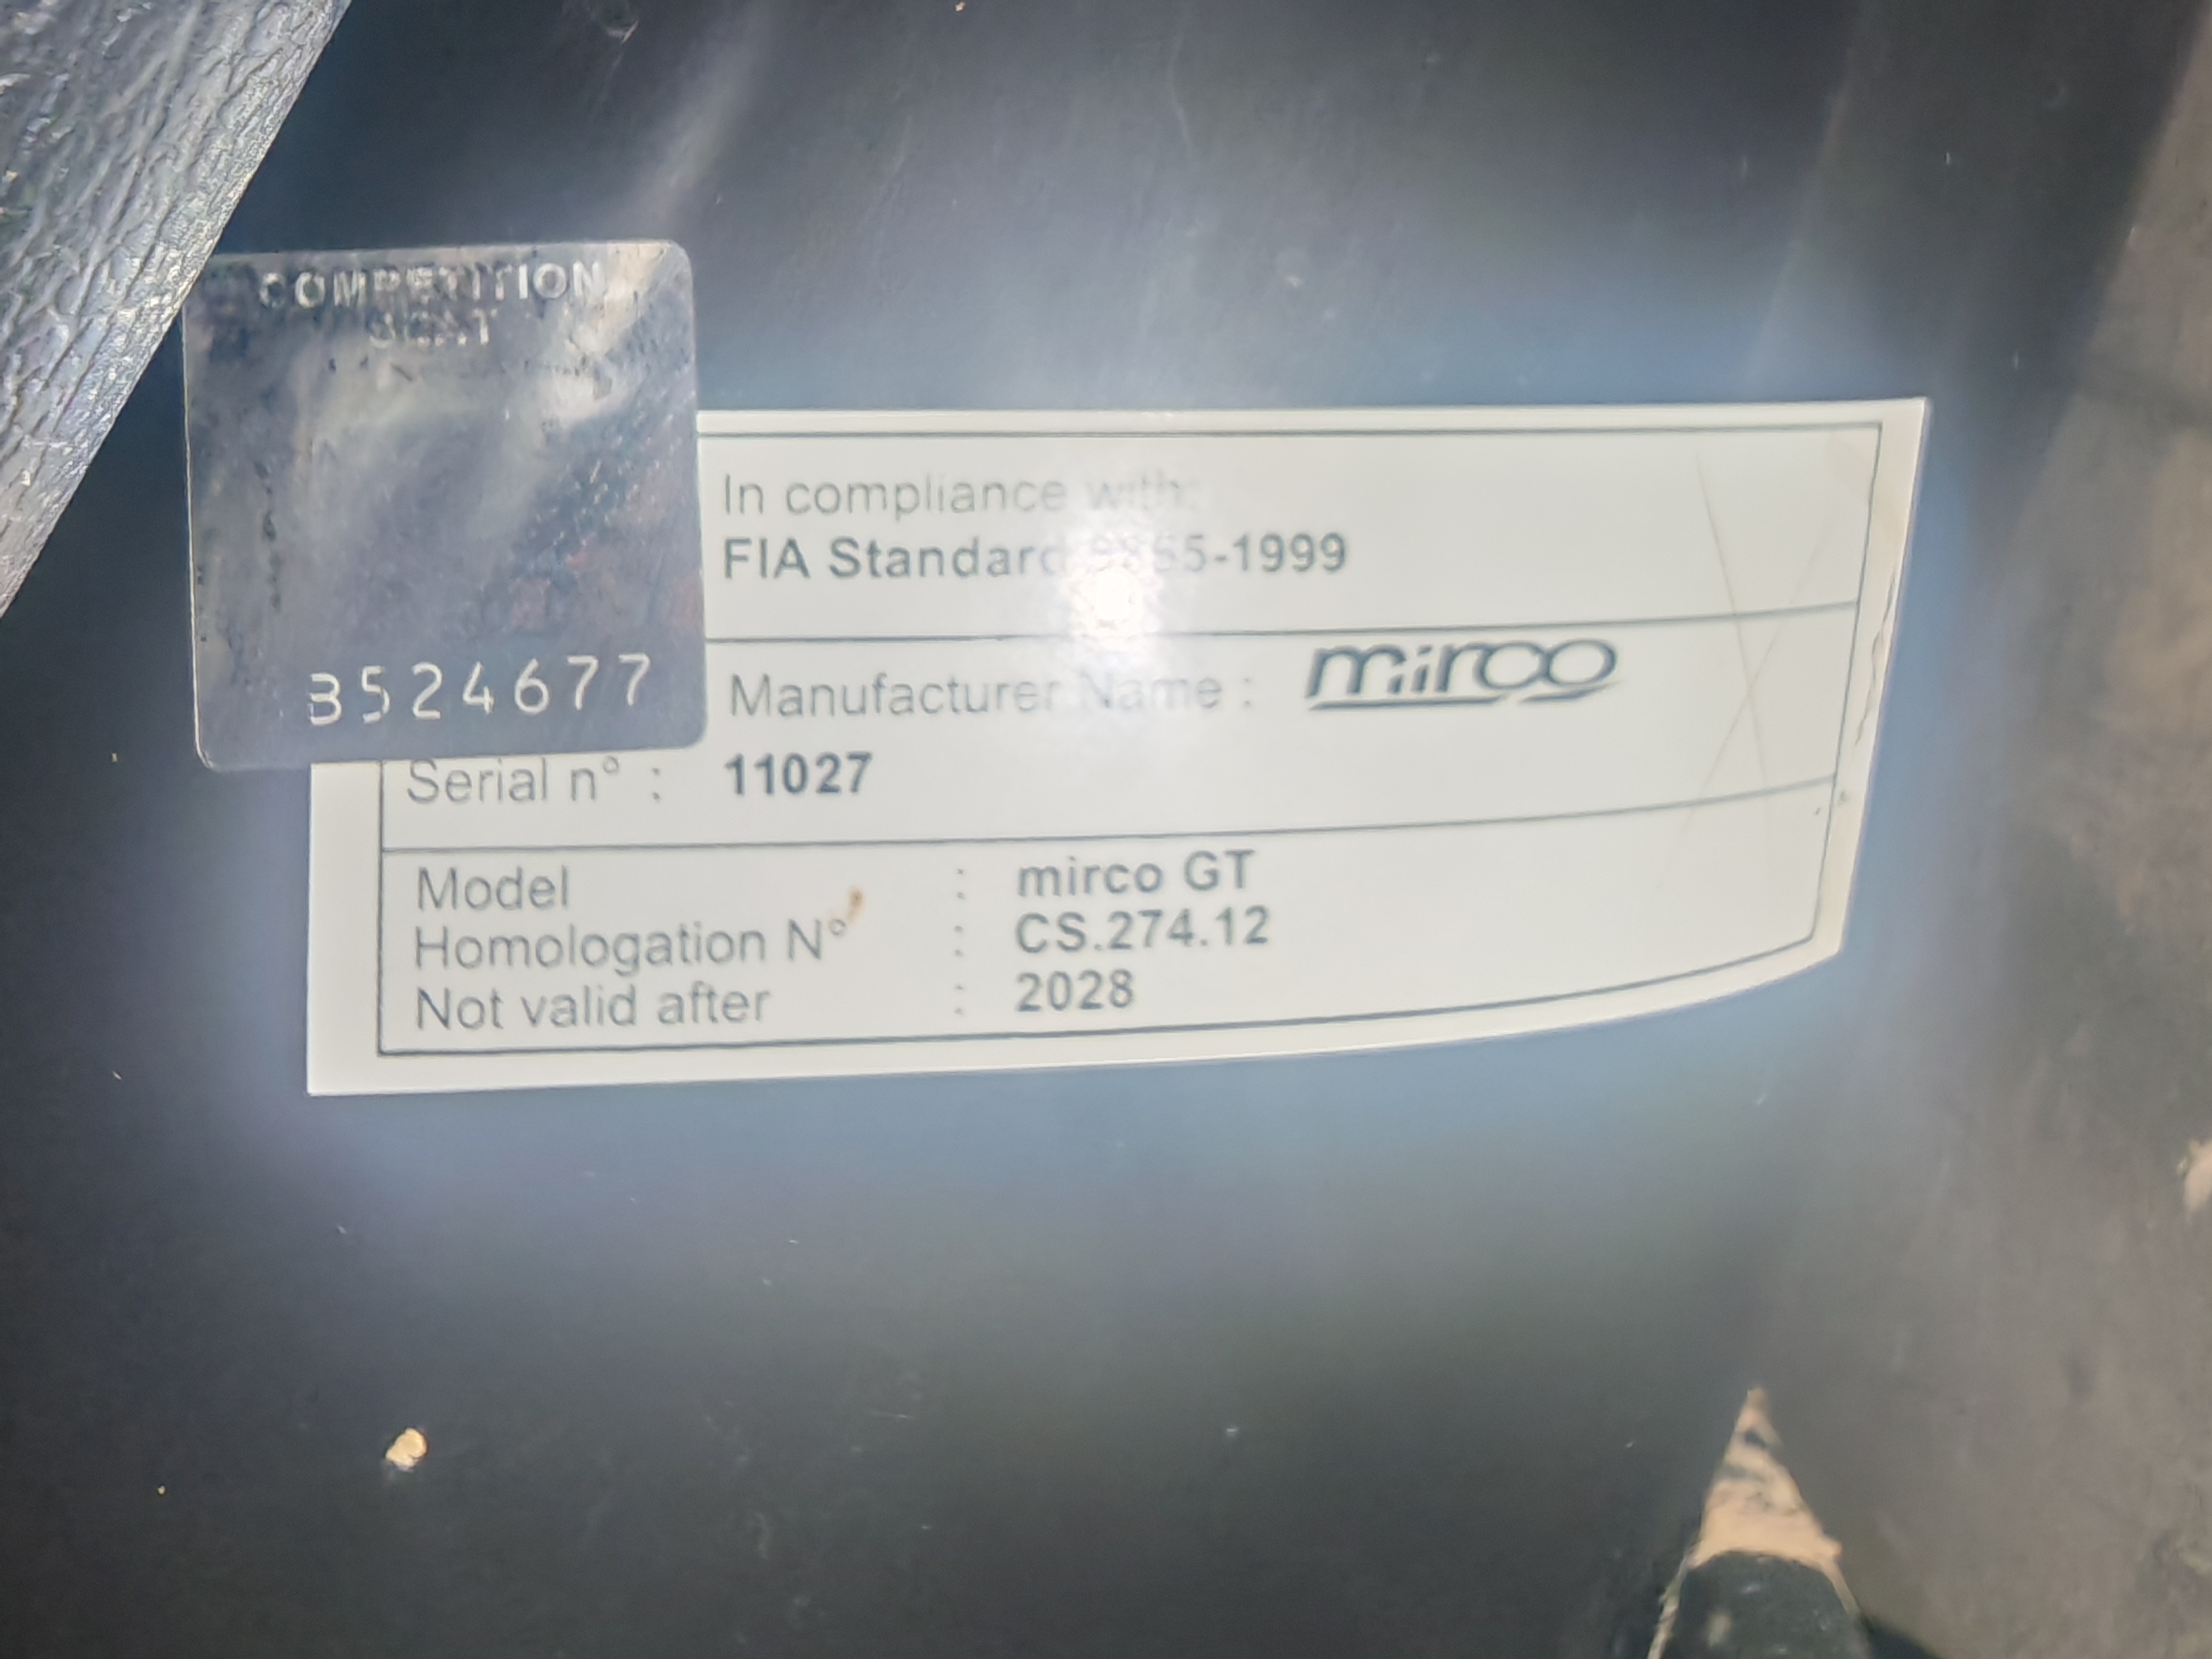 COMPETITION
SEAT
3524677
In compliance with:
FIA Standard 8855-1999
Manufacturer Name : mirco
Serial n° : 11027
Model : mirco GT
Homologation N° : CS.274.12
Not valid after : 2028